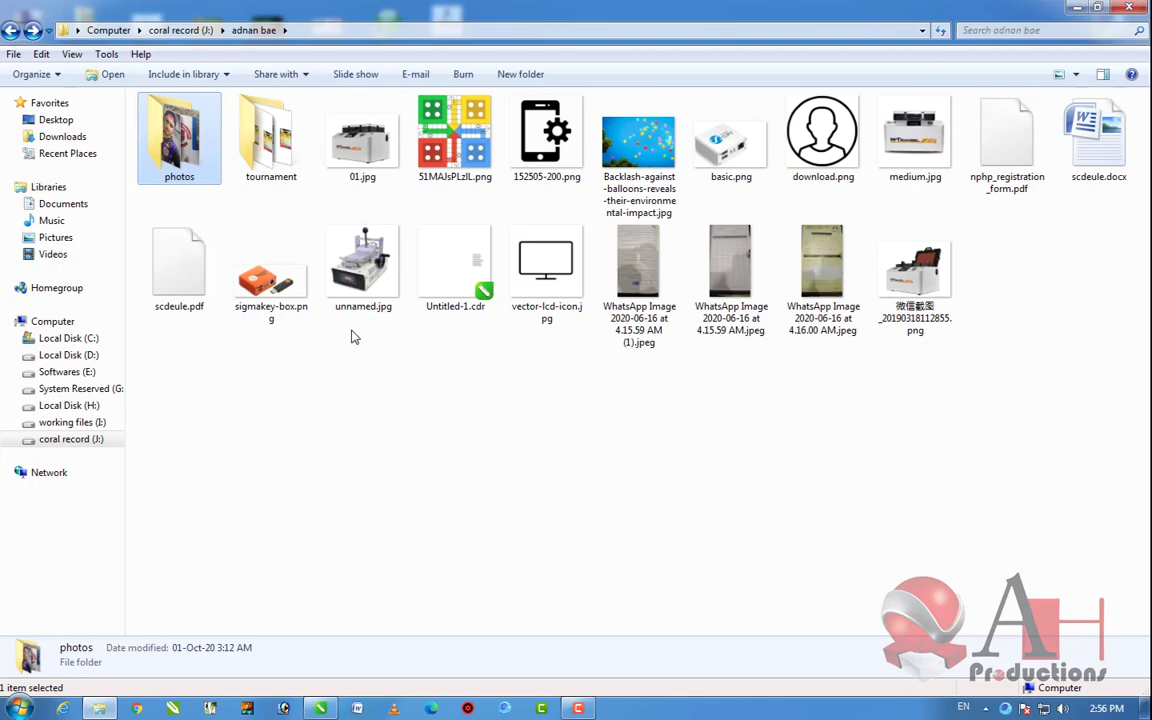 Computer
coral record (J:)
adnan bae
Search adnan bae
File
Edit
View
Tools
Help
Organize
Open
Include in library
Share with
Slide show
E-mail
Burn
New folder
Favorites
Desktop
Downloads
Recent Places
Libraries
Documents
Music
Pictures
Videos
Homegroup
Computer
Local Disk (C:)
Local Disk (D:)
Softwares (E:)
System Reserved (G:
Local Disk (H:)
working files (I:)
coral record (J:)
Network
photos
tournament
01.jpg
51MAJsPLzlL.png
152505-200.png
Backlash-against
-balloons-reveals
-their-environme
ntal-impact.jpg
basic.png
download.png
medium.jpg
nphp_registration
_form.pdf
scdeule.docx
scdeule.pdf
sigmakey-box.pn
g
unnamed.jpg
Untitled-1.cdr
vector-lcd-icon.j
pg
WhatsApp Image
2020-06-16 at
4.15.59 AM
(1).jpeg
WhatsApp Image
2020-06-16 at
4.15.59 AM.jpeg
WhatsApp Image
2020-06-16 at
4.16.00 AM.jpeg
微信截图
_20190318112855.
png
photos
Date modified: 01-Oct-20 3:12 AM
File folder
AH
Productions
1 item selected
Computer
EN
2:56 PM